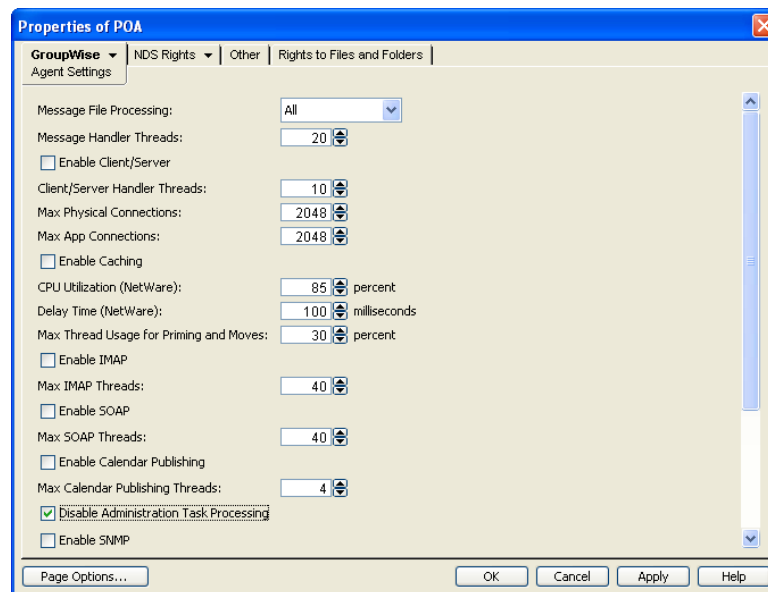 Properties of POA
GroupWise NDS Rights Other Rights to Files and Folders
Agent Settings
Message File Processing: All
Message Handler Threads: 20
Enable Client/Server
Client/Server Handler Threads: 10
Max Physical Connections: 2048
Max App Connections: 2048
Enable Caching
CPU Utilization (NetWare): 85 percent
Delay Time (NetWare): 100 milliseconds
Max Thread Usage for Priming and Moves: 30 percent
Enable IMAP
Max IMAP Threads: 40
Enable SOAP
Max SOAP Threads: 40
Enable Calendar Publishing
Max Calendar Publishing Threads: 4
Disable Administration Task Processing
Enable SNMP
Page Options... OK Cancel Apply Help